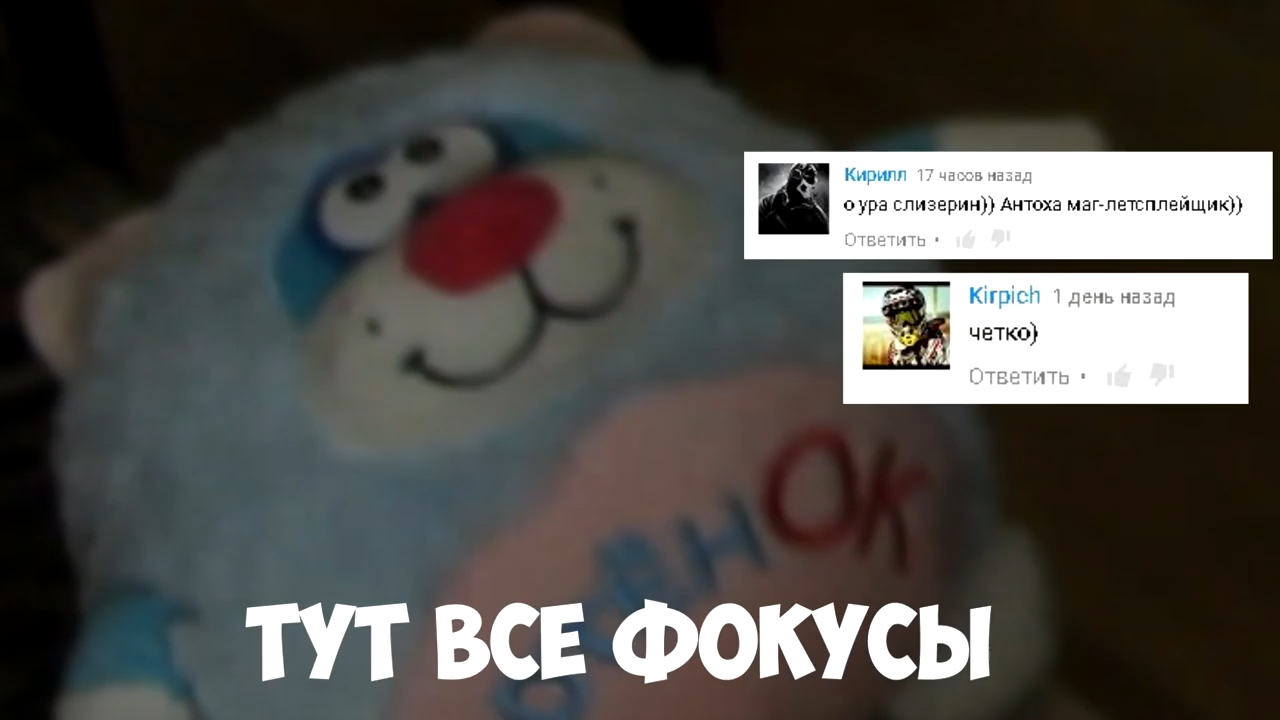 Кирилл 17 часов назад
о ура слизерин)) Антоха маг-летсплейщик))
Ответить •
Kirpich 1 день назад
четко)
Ответить •
ТУТ ВСЕ ФОКУСЫ